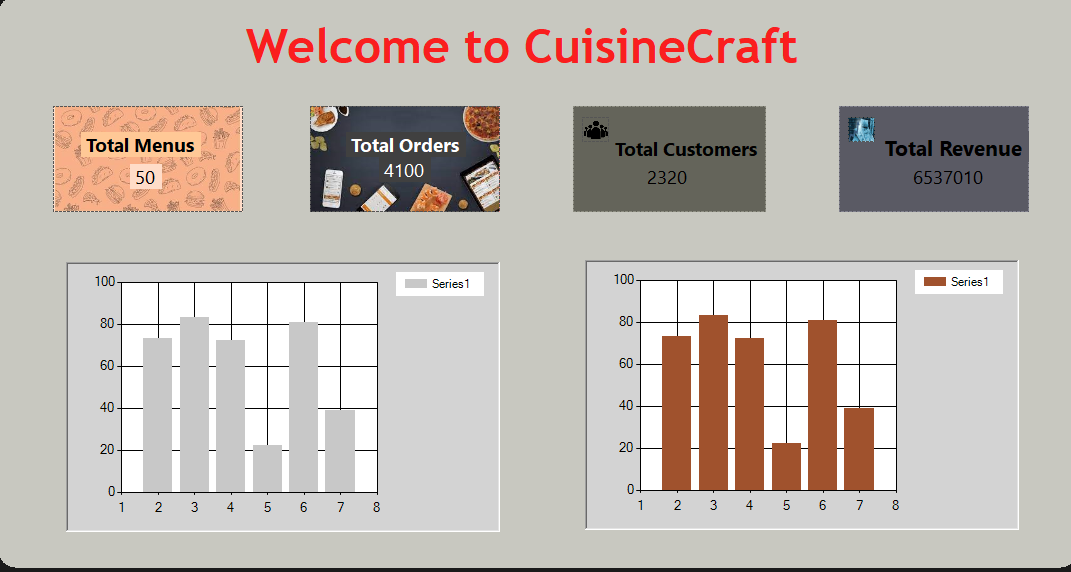 Welcome to CuisineCraft
Total Menus
50
Total Orders
4100
Total Customers
2320
Total Revenue
6537010
Series1
100
80
60
40
20
0
1 2 3 4 5 6 7 8
Series1
100
80
60
40
20
0
1 2 3 4 5 6 7 8